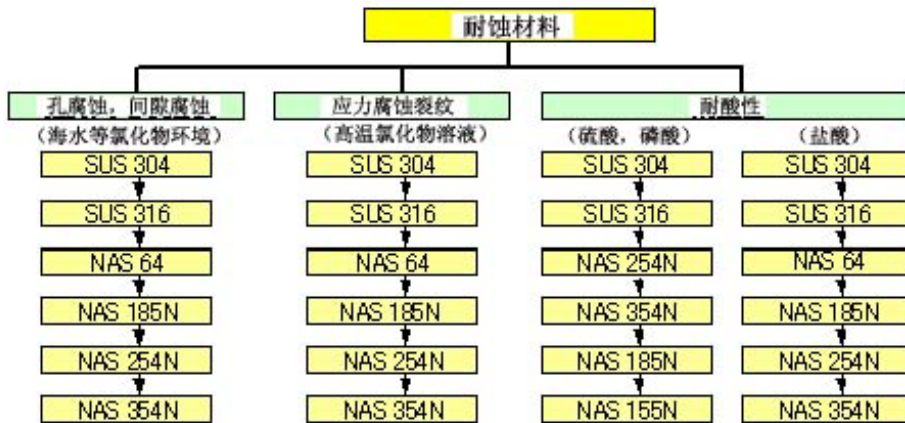 耐蚀材料
孔腐蚀，间隙腐蚀
应力腐蚀裂纹
耐酸性
（海水等氯化物环境）
（高温氯化物溶液）
（硫酸，磷酸）
（盐酸）
SUS 304
SUS 304
SUS 304
SUS 304
SUS 316
SUS 316
SUS 316
SUS 316
NAS 64
NAS 64
NAS 254N
NAS 64
NAS 185N
NAS 185N
NAS 354N
NAS 185N
NAS 254N
NAS 254N
NAS 185N
NAS 254N
NAS 354N
NAS 354N
NAS 155N
NAS 354N